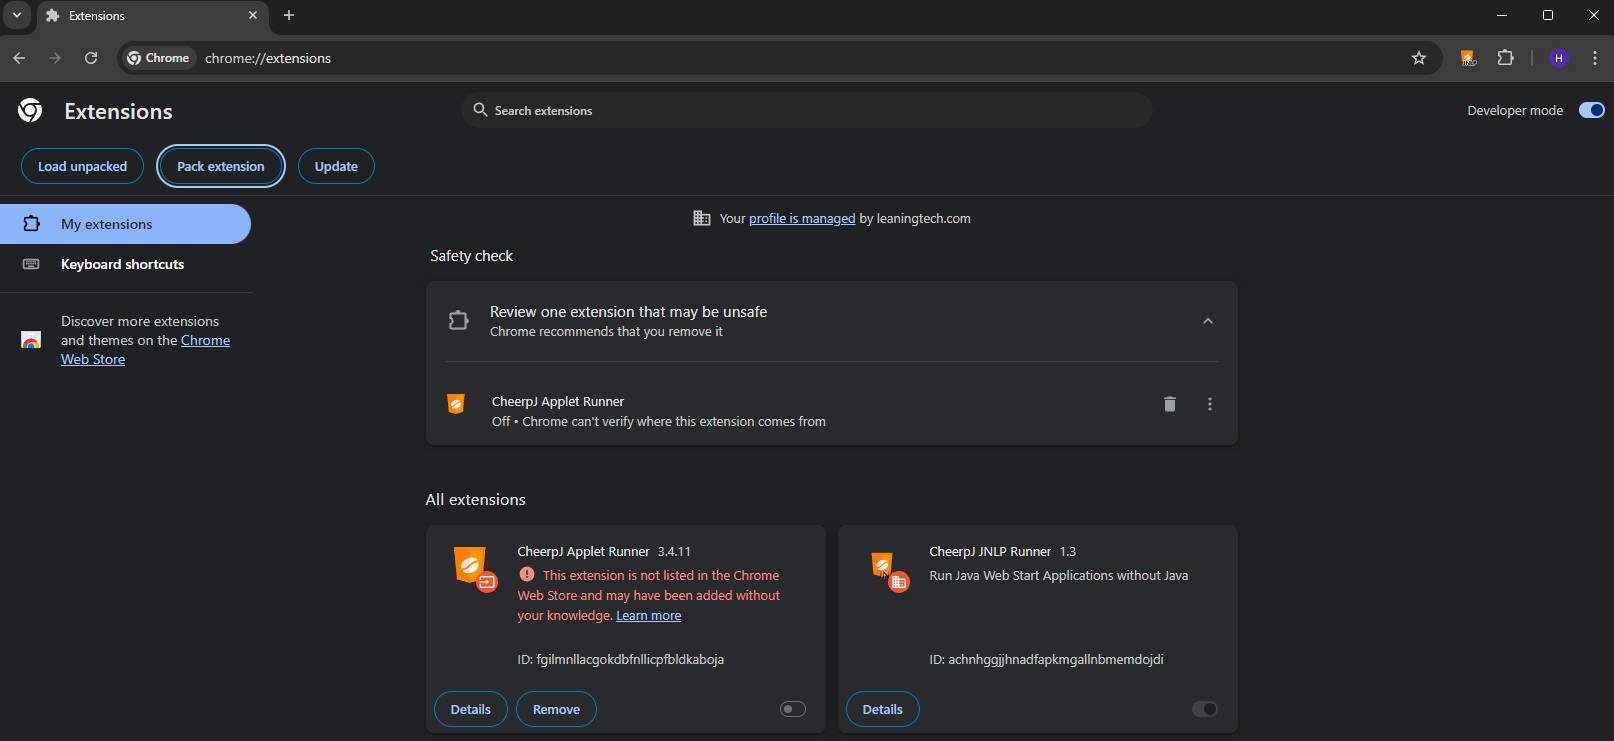 Extensions
Chrome
chrome://extensions
H
Extensions
Search extensions
Developer mode
Load unpacked
Pack extension
Update
My extensions
Keyboard shortcuts
Discover more extensions
and themes on the Chrome
Web Store
Your profile is managed by leaningtech.com
Safety check
Review one extension that may be unsafe
Chrome recommends that you remove it
CheerpJ Applet Runner
Off • Chrome can't verify where this extension comes from
All extensions
CheerpJ Applet Runner 3.4.11
This extension is not listed in the Chrome
Web Store and may have been added without
your knowledge. Learn more
ID: fgilmnllacgokdbfnllicpfbldkaboja
Details
Remove
CheerpJ JNLP Runner 1.3
Run Java Web Start Applications without Java
ID: achnhggjjhnadfapkmgallnbmemdojdi
Details